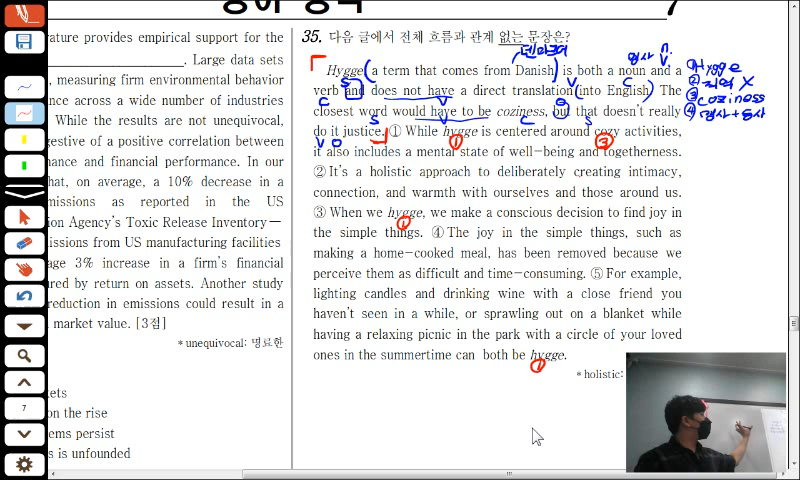 35. 다음 글에서 전체 흐름과 관계 없는 문장은?
Hygge (a term that comes from Danish) is both a noun and a
verb and does not have a direct translation (into English) The
closest word would have to be coziness, but that doesn't really
do it justice. ① While hygge is centered around cozy activities,
it also includes a mental state of well-being and togetherness.
② It's a holistic approach to deliberately creating intimacy,
connection, and warmth with ourselves and those around us.
③ When we hygge, we make a conscious decision to find joy in
the simple things. ④ The joy in the simple things, such as
making a home-cooked meal, has been removed because we
perceive them as difficult and time-consuming. ⑤ For example,
lighting candles and drinking wine with a close friend you
haven't seen in a while, or sprawling out on a blanket while
having a relaxing picnic in the park with a circle of your loved
ones in the summertime can both be hygge.
* holistic:
덴마크어
명사 n.
v.
① Hygge
② 직역 X
③ coziness
④ 명사+동사
S
V
C
C
S
V
C
S
V O
①
③
①
①
rature provides empirical support for the
. Large data sets
, measuring firm environmental behavior
nce across a wide number of industries
While the results are not unequivocal,
gestive of a positive correlation between
nance and financial performance. In our
hat, on average, a 10% decrease in a
missions as reported in the US
ion Agency's Toxic Release Inventory—
issions from US manufacturing facilities
age 3% increase in a firm's financial
ured by return on assets. Another study
reduction in emissions could result in a
market value. [3점]
* unequivocal: 명료한
kets
on the rise
ems persist
s is unfounded
7